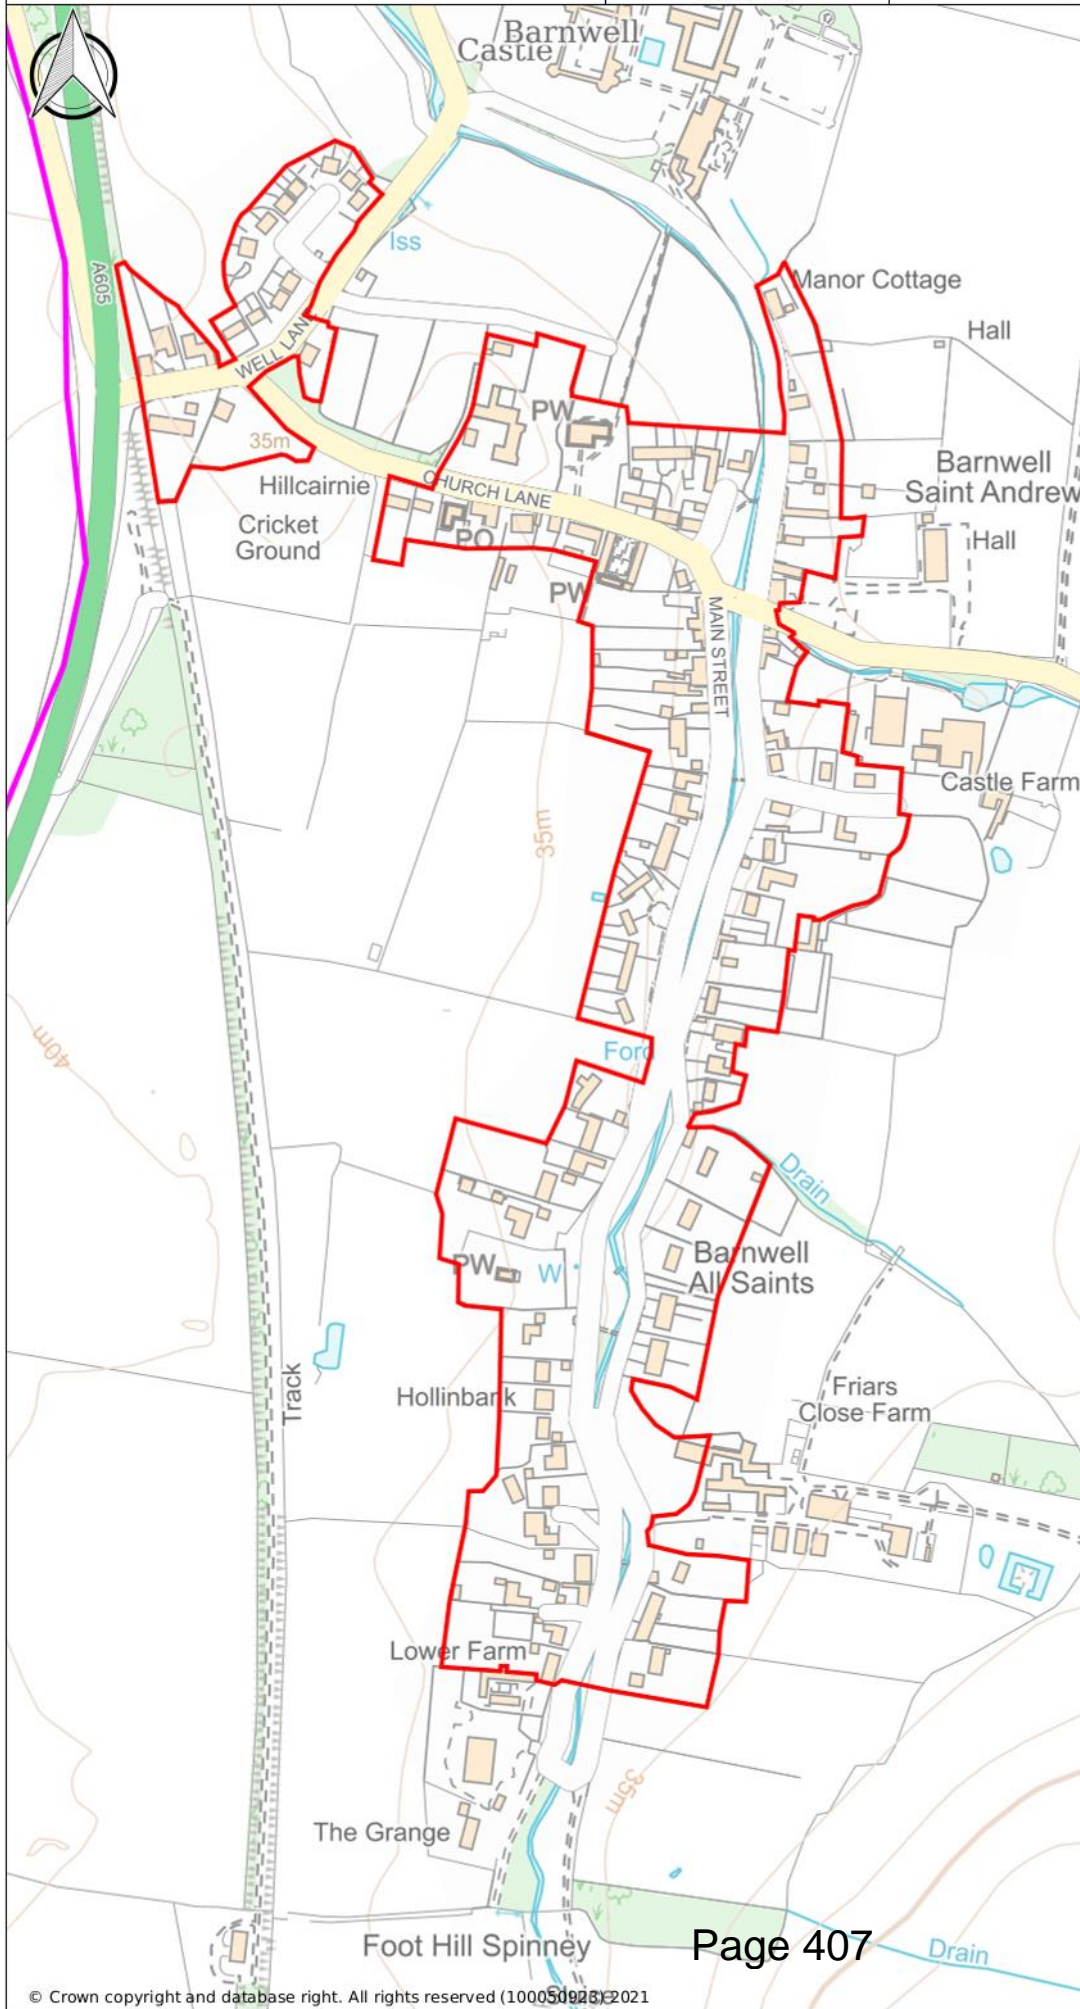 Barnwell
Castle
A605
Iss
Manor Cottage
Hall
WELL LAN
PW
35m
Barnwell
Saint Andrew
CHURCH LANE
Hillcairnie
Cricket
Ground
PO
Hall
PW
MAIN STREET
Castle Farm
35m
40m
Ford
Drain
Barnwell
All Saints
PW
W
Track
Hollinbank
Friars
Close Farm
Lower Farm
35m
The Grange
Foot Hill Spinney
Page 407
Drain
© Crown copyright and database right. All rights reserved (100050923) 2021